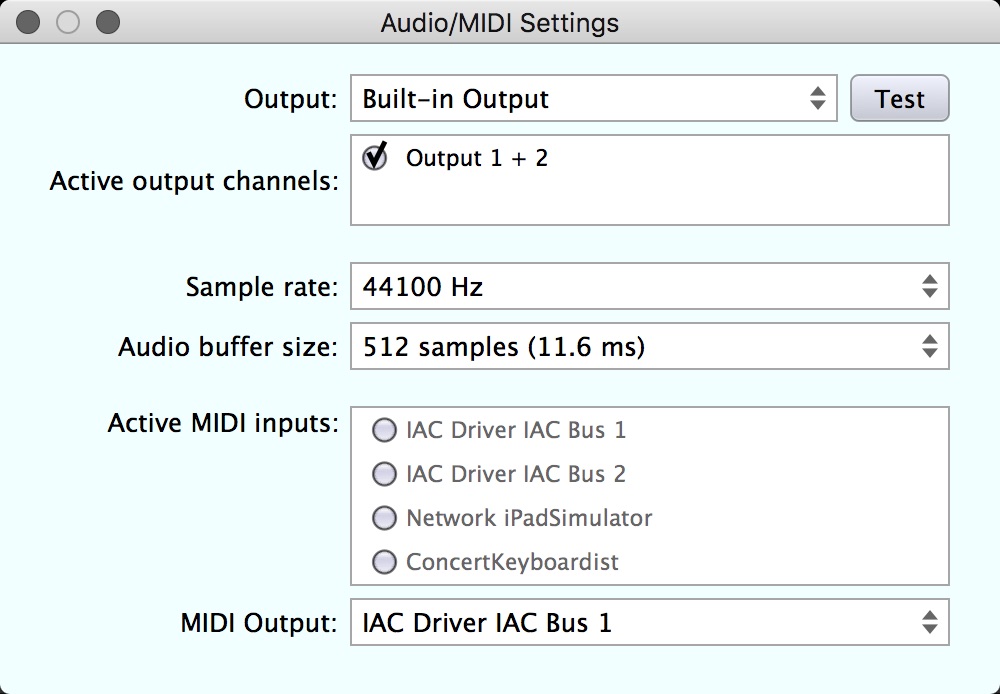 Audio/MIDI Settings
Output: Built-in Output Test
Active output channels: Output 1 + 2
Sample rate: 44100 Hz
Audio buffer size: 512 samples (11.6 ms)
Active MIDI inputs: IAC Driver IAC Bus 1
IAC Driver IAC Bus 2
Network iPadSimulator
ConcertKeyboardist
MIDI Output: IAC Driver IAC Bus 1